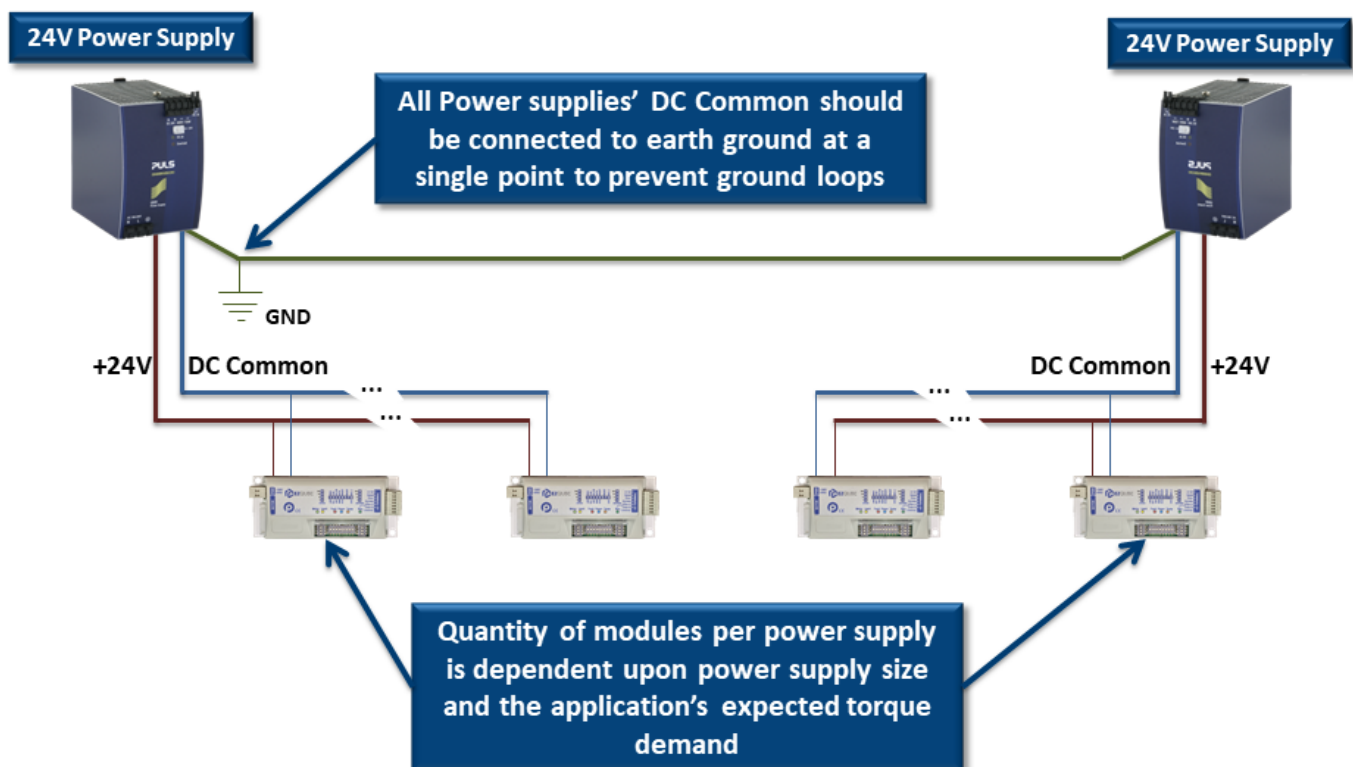 24V Power Supply
24V Power Supply
All Power supplies' DC Common should
be connected to earth ground at a
single point to prevent ground loops
PULS
PULS
GND
+24V
DC Common
DC Common
+24V
...
...
...
...
Quantity of modules per power supply
is dependent upon power supply size
and the application's expected torque
demand